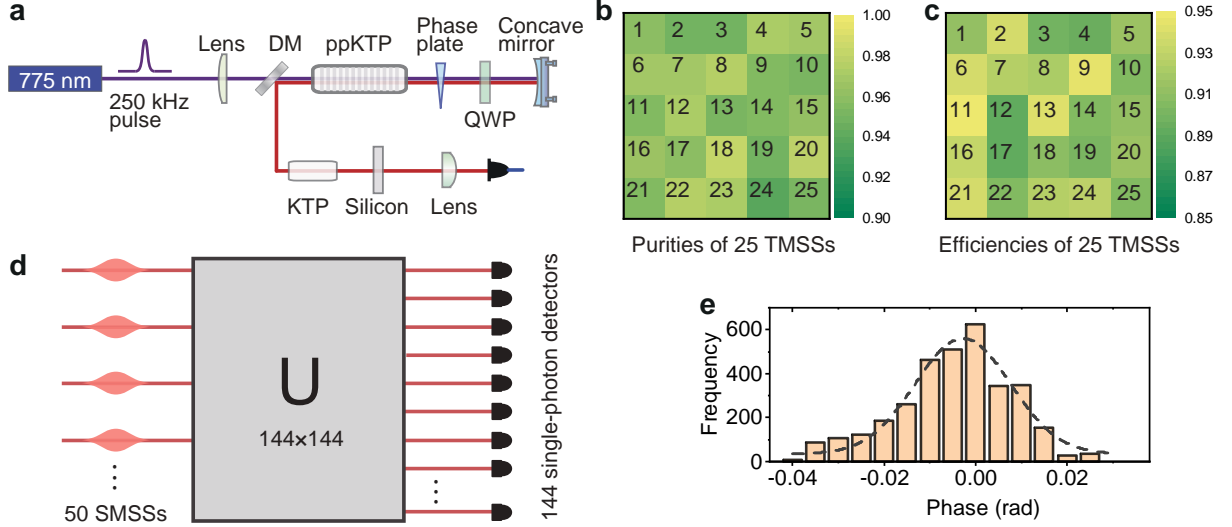 a
Lens
DM
ppKTP
Phase
plate
Concave
mirror
775 nm
250 kHz
pulse
QWP
KTP
Silicon
Lens
b
1 2 3 4 5
6 7 8 9 10
11 12 13 14 15
16 17 18 19 20
21 22 23 24 25
1.00
0.98
0.96
0.94
0.92
0.90
Purities of 25 TMSSs
c
1 2 3 4 5
6 7 8 9 10
11 12 13 14 15
16 17 18 19 20
21 22 23 24 25
0.95
0.93
0.91
0.89
0.87
0.85
Efficiencies of 25 TMSSs
d
U
144×144
50 SMSSs
144 single-photon detectors
e
Frequency
600
400
200
0
-0.04 -0.02 0.00 0.02
Phase (rad)